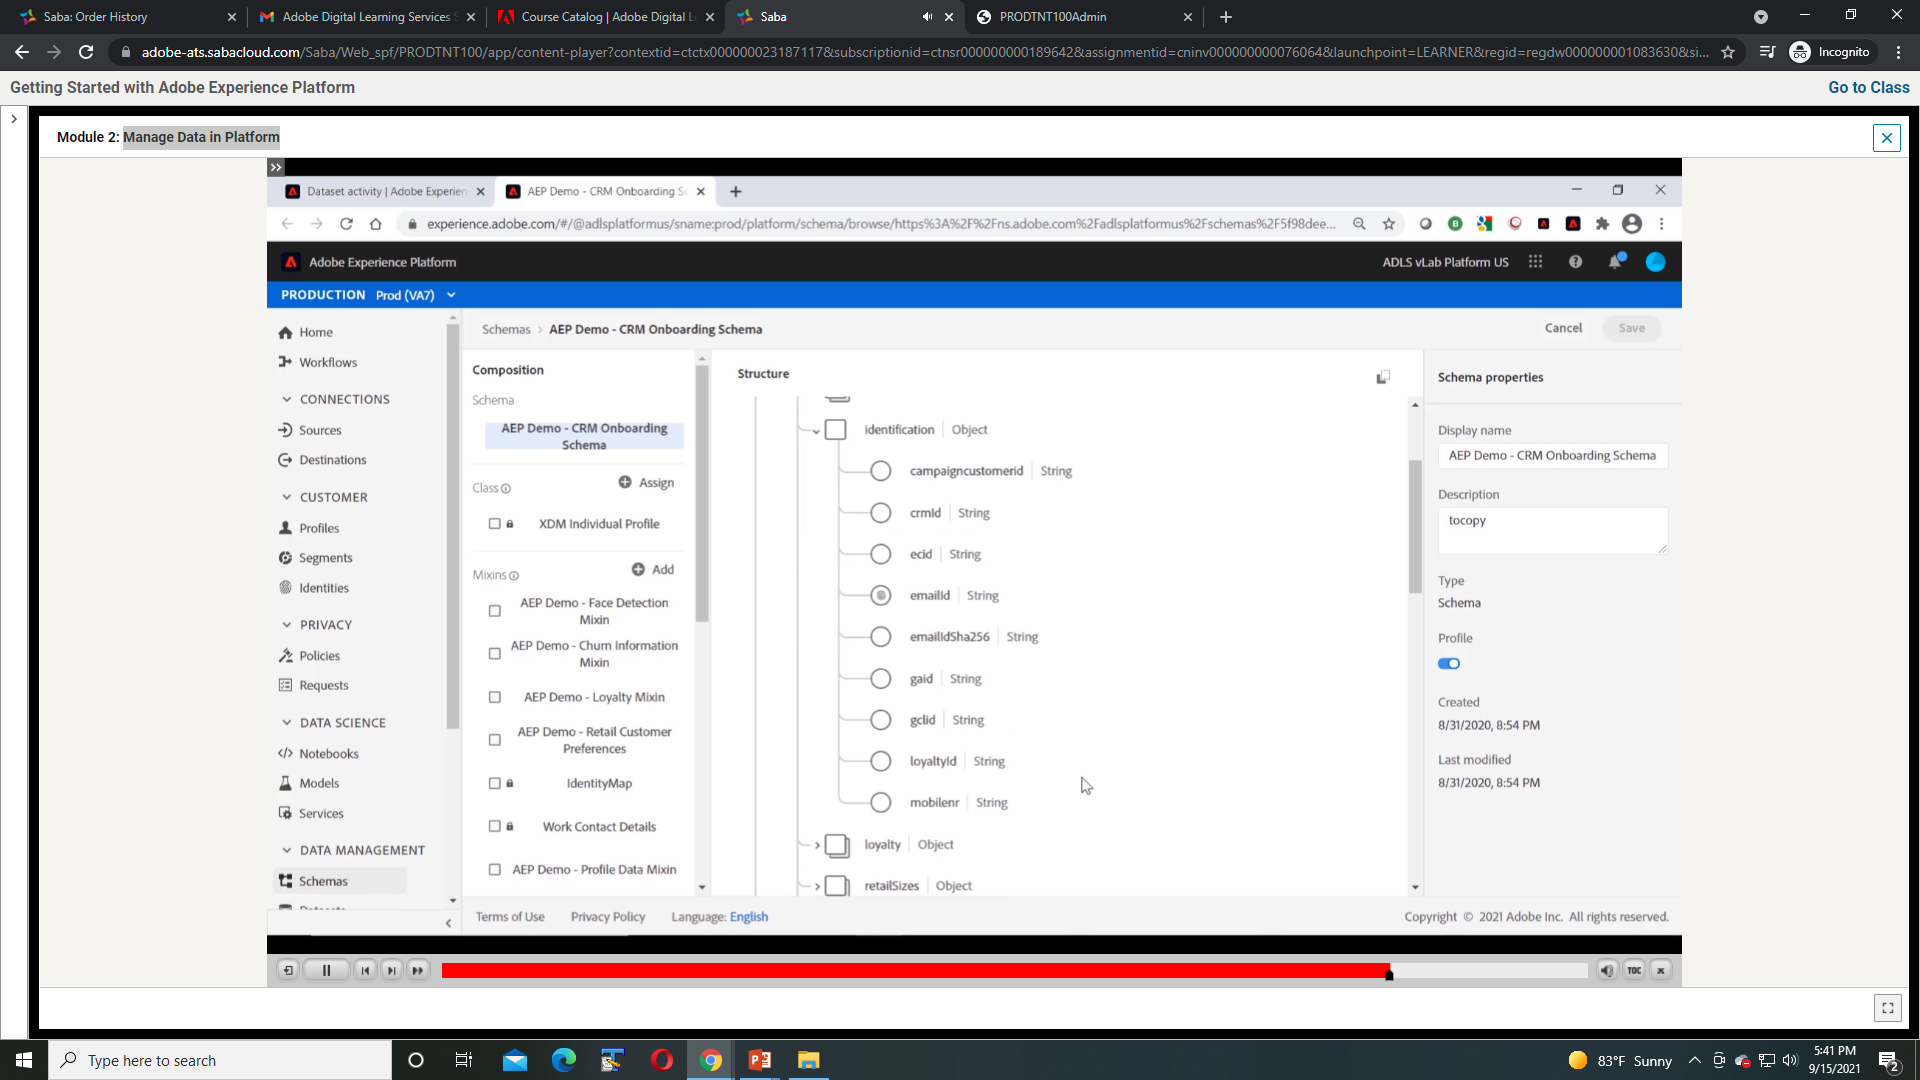 Saba: Order History
Adobe Digital Learning Services S
Course Catalog | Adobe Digital L
Saba
PRODTNT100Admin
adobe-ats.sabacloud.com/Saba/Web_spf/PRODTNT100/app/content-player?contextid=ctctx000000023187117&subscriptionid=ctnsr000000000189642&assignmentid=cninv000000000076064&launchpoint=LEARNER&regid=regdw000000001083630&si...
Incognito
Getting Started with Adobe Experience Platform
Go to Class
Module 2: Manage Data in Platform
Dataset activity | Adobe Experien
AEP Demo - CRM Onboarding Sc
experience.adobe.com/#/@adlsplatformus/sname:prod/platform/schema/browse/https%3A%2F%2Fns.adobe.com%2Fadlsplatformus%2Fschemas%2F5f98dee...
Adobe Experience Platform
ADLS vLab Platform US
PRODUCTION Prod (VA7)
Home
Workflows
CONNECTIONS
Sources
Destinations
CUSTOMER
Profiles
Segments
Identities
PRIVACY
Policies
Requests
DATA SCIENCE
Notebooks
Models
Services
DATA MANAGEMENT
Schemas
Datasets
Schemas > AEP Demo - CRM Onboarding Schema
Cancel
Save
Composition
Schema
AEP Demo - CRM Onboarding
Schema
Class
Assign
XDM Individual Profile
Mixins
Add
AEP Demo - Face Detection
Mixin
AEP Demo - Churn Information
Mixin
AEP Demo - Loyalty Mixin
AEP Demo - Retail Customer
Preferences
IdentityMap
Work Contact Details
AEP Demo - Profile Data Mixin
Structure
identification | Object
campaigncustomerid | String
crmId | String
ecid | String
emailId | String
emailIdSha256 | String
gaid | String
gclid | String
loyaltyId | String
mobilenr | String
loyalty | Object
retailSizes | Object
Schema properties
Display name
AEP Demo - CRM Onboarding Schema
Description
tocopy
Type
Schema
Profile
Created
8/31/2020, 8:54 PM
Last modified
8/31/2020, 8:54 PM
Terms of Use
Privacy Policy
Language: English
Copyright © 2021 Adobe Inc. All rights reserved.
TOC
Type here to search
83°F Sunny
5:41 PM
9/15/2021
2